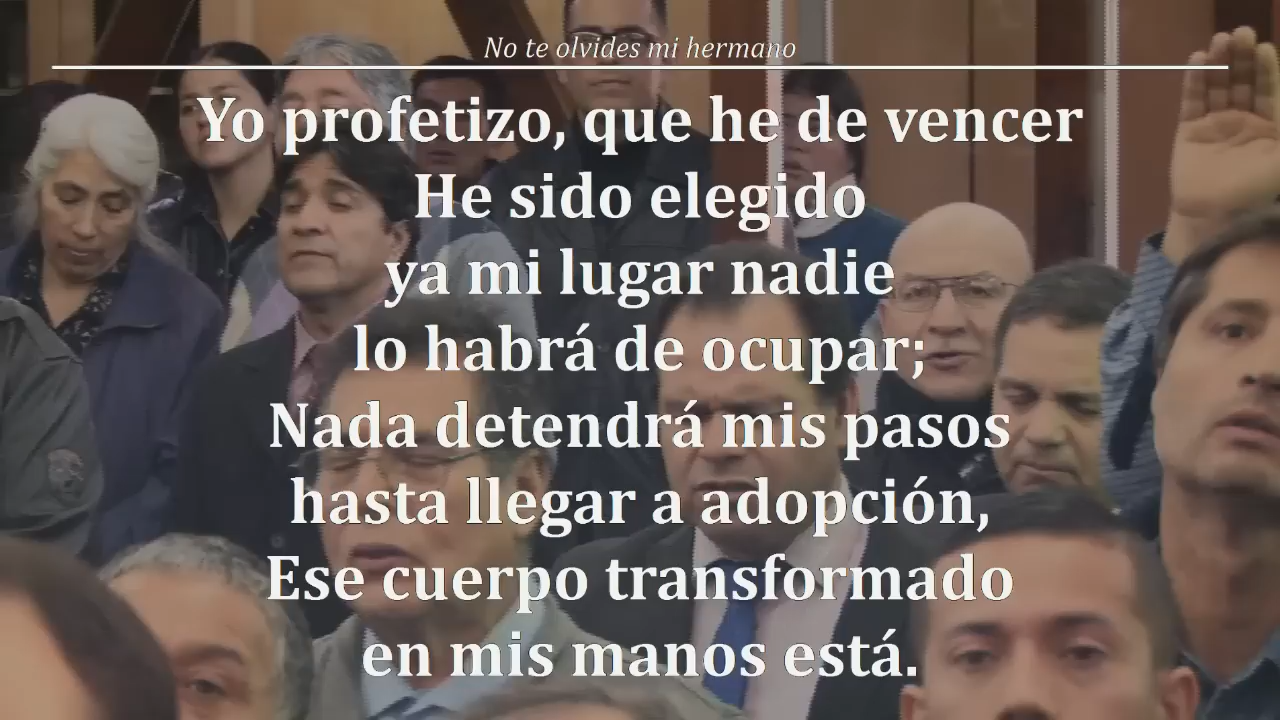 No te olvides mi hermano
Yo profetizo, que he de vencer
He sido elegido
ya mi lugar nadie
lo habrá de ocupar;
Nada detendrá mis pasos
hasta llegar a adopción,
Ese cuerpo transformado
en mis manos está.